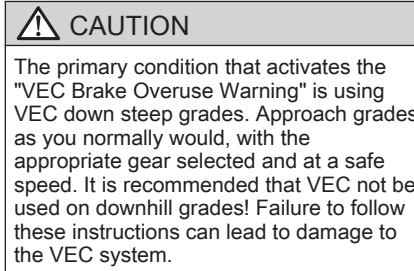 CAUTION
The primary condition that activates the
"VEC Brake Overuse Warning" is using
VEC down steep grades. Approach grades
as you normally would, with the
appropriate gear selected and at a safe
speed. It is recommended that VEC not be
used on downhill grades! Failure to follow
these instructions can lead to damage to
the VEC system.